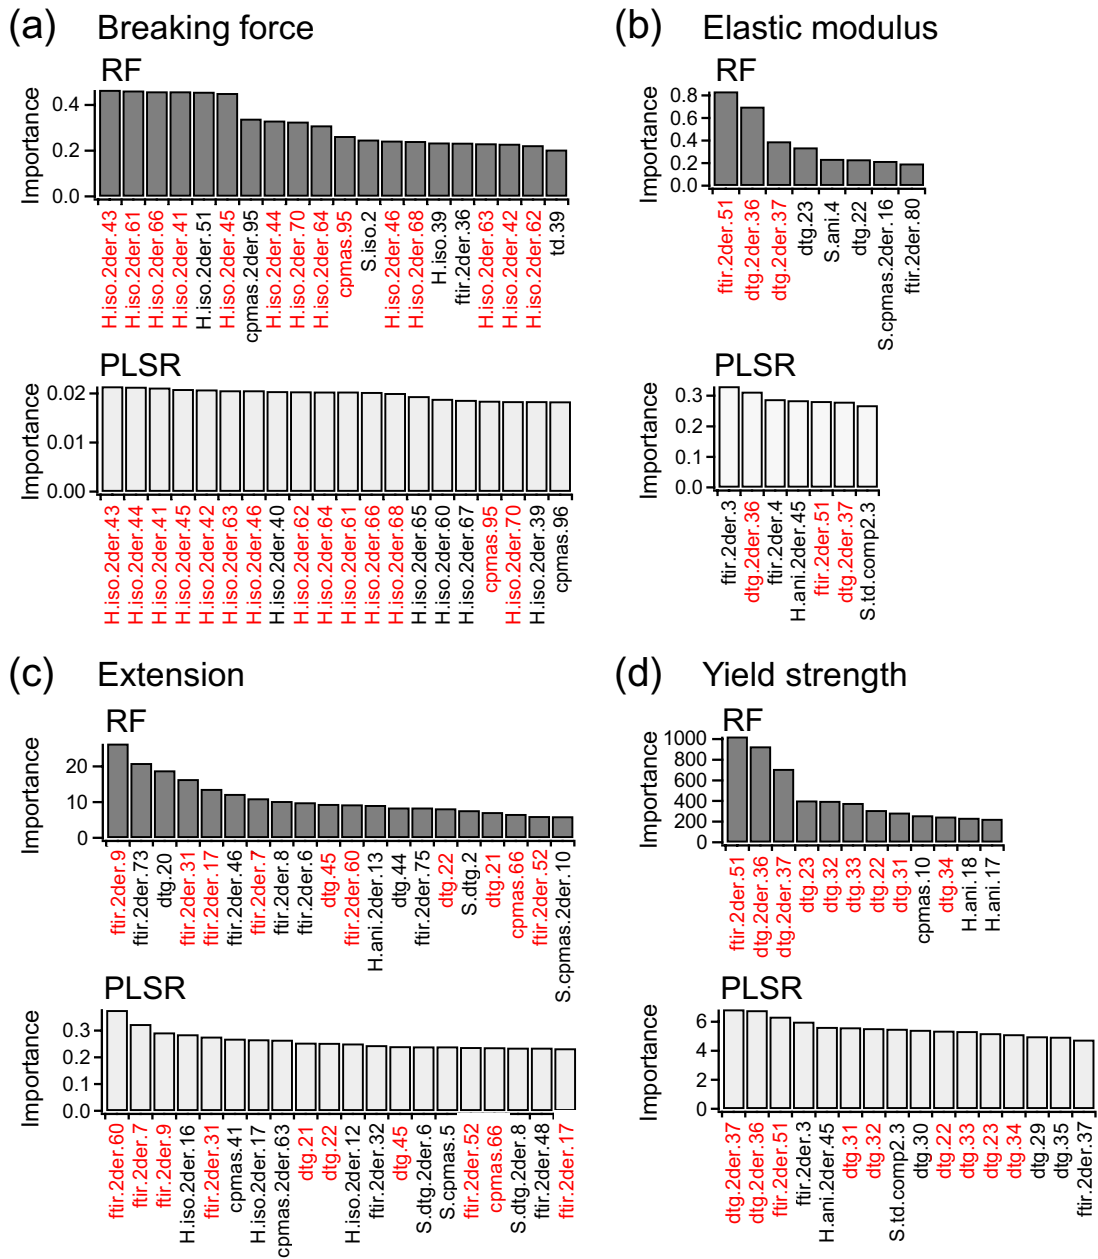 (a) Breaking force
RF
Importance
0.4
0.2
0.0
H.iso.2der.43
H.iso.2der.61
H.iso.2der.66
H.iso.2der.41
H.iso.2der.51
H.iso.2der.45
cpmas.2der.95
H.iso.2der.44
H.iso.2der.70
H.iso.2der.64
cpmas.95
S.iso.2
H.iso.2der.46
H.iso.2der.68
H.iso.39
ftir.2der.36
H.iso.2der.63
H.iso.2der.42
H.iso.2der.62
td.39
PLSR
Importance
0.02
0.01
0.00
H.iso.2der.43
H.iso.2der.44
H.iso.2der.41
H.iso.2der.45
H.iso.2der.42
H.iso.2der.63
H.iso.2der.46
H.iso.2der.40
H.iso.2der.62
H.iso.2der.64
H.iso.2der.61
H.iso.2der.66
H.iso.2der.68
H.iso.2der.65
H.iso.2der.60
H.iso.2der.67
cpmas.95
H.iso.2der.70
H.iso.2der.39
cpmas.96
(b) Elastic modulus
RF
Importance
0.8
0.6
0.4
0.2
0.0
ftir.2der.51
dtg.2der.36
dtg.2der.37
dtg.23
S.ani.4
dtg.22
S.cpmas.2der.16
ftir.2der.80
PLSR
Importance
0.3
0.2
0.1
0.0
ftir.2der.3
dtg.2der.36
ftir.2der.4
H.ani.2der.45
ftir.2der.51
dtg.2der.37
S.td.comp2.3
(c) Extension
RF
Importance
20
10
0
ftir.2der.9
ftir.2der.73
dtg.20
ftir.2der.31
ftir.2der.17
ftir.2der.46
ftir.2der.7
ftir.2der.8
ftir.2der.6
dtg.45
ftir.2der.60
H.ani.2der.13
dtg.44
ftir.2der.75
dtg.22
S.dtg.2
dtg.21
cpmas.66
ftir.2der.52
S.cpmas.2der.10
PLSR
Importance
0.3
0.2
0.1
0.0
ftir.2der.60
ftir.2der.7
ftir.2der.9
H.iso.2der.16
ftir.2der.31
cpmas.41
H.iso.2der.17
cpmas.2der.63
dtg.21
dtg.22
H.iso.2der.12
ftir.2der.32
dtg.45
S.dtg.2der.6
S.cpmas.5
ftir.2der.52
cpmas.66
S.dtg.2der.8
ftir.2der.48
ftir.2der.17
(d) Yield strength
RF
Importance
1000
800
600
400
200
0
ftir.2der.51
dtg.2der.36
dtg.2der.37
dtg.23
dtg.32
dtg.33
dtg.22
dtg.31
cpmas.10
dtg.34
H.ani.18
H.ani.17
PLSR
Importance
6
4
2
0
dtg.2der.37
dtg.2der.36
ftir.2der.51
ftir.2der.3
H.ani.2der.45
dtg.31
dtg.32
S.td.comp2.3
dtg.30
dtg.22
dtg.33
dtg.23
dtg.34
dtg.29
dtg.35
ftir.2der.37